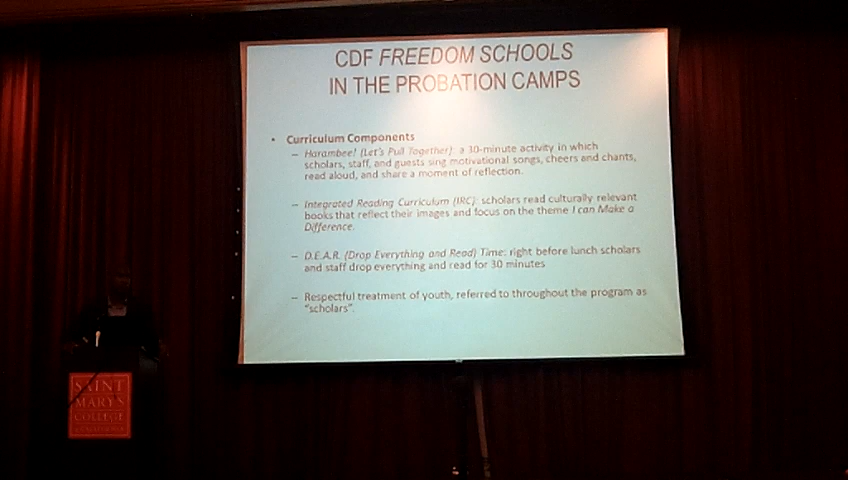 CDF FREEDOM SCHOOLS
IN THE PROBATION CAMPS
• Curriculum Components
– Harambee! (Let's Pull Together): a 30-minute activity in which
scholars, staff, and guests sing motivational songs, cheers and chants,
read aloud, and share a moment of reflection.
– Integrated Reading Curriculum (IRC): scholars read culturally relevant
books that reflect their images and focus on the theme I can Make a
Difference.
– D.E.A.R. (Drop Everything and Read) Time: right before lunch scholars
and staff drop everything and read for 30 minutes
– Respectful treatment of youth, referred to throughout the program as
"scholars".
SAINT
MARY'S
COLLEGE